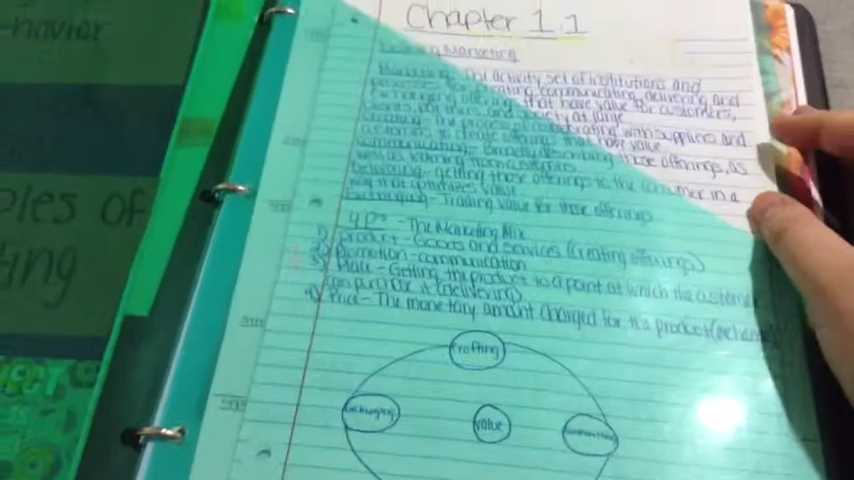 Chapter 1.1
Marketing
Marketing - The activity, set of institutions and
processes for creating, communicating, delivering and
exchanging offerings that have value for customers,
clients, partners and society at large
Creating - The process of collaborating with suppliers and
customers to create offerings that have value
Communicating - Broadly describing those offerings, as
well as learning from customers
Delivering - getting those offerings to the consumer in a
way that optimizes value
Exchanging - Trading value for those offerings
4 P's - The Marketing Mix
1) Product - Goods and services (creating offerings)
2) Promotion - communication
3) Place - Getting the product to a point at which the customer
can purchase it (delivering)
4) Price - The monetary amount charged for the product
Creating
exchanging
value
-navior
ples of
ting